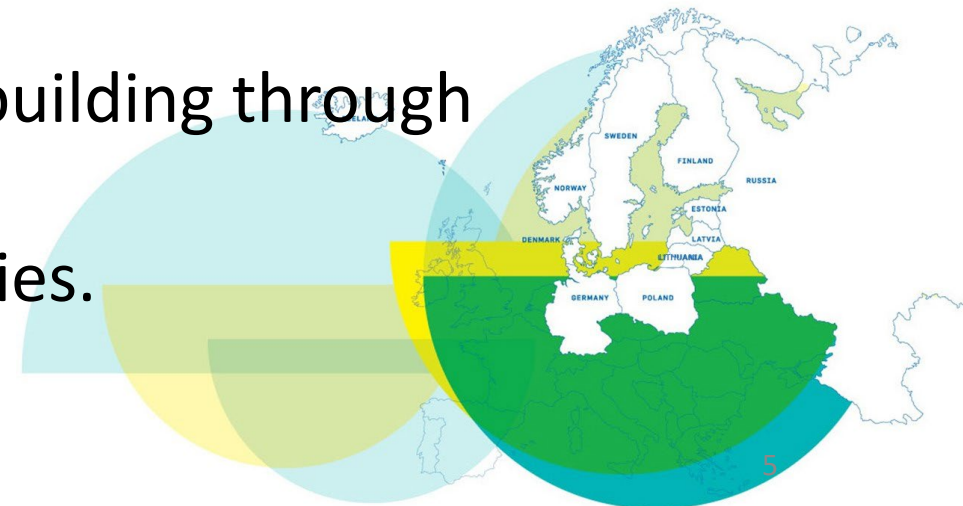 building through
ies.
SWEDEN
FINLAND
RUSSIA
NORWAY
ESTONIA
DENMARK
LATVIA
LITHUANIA
GERMANY
POLAND
5